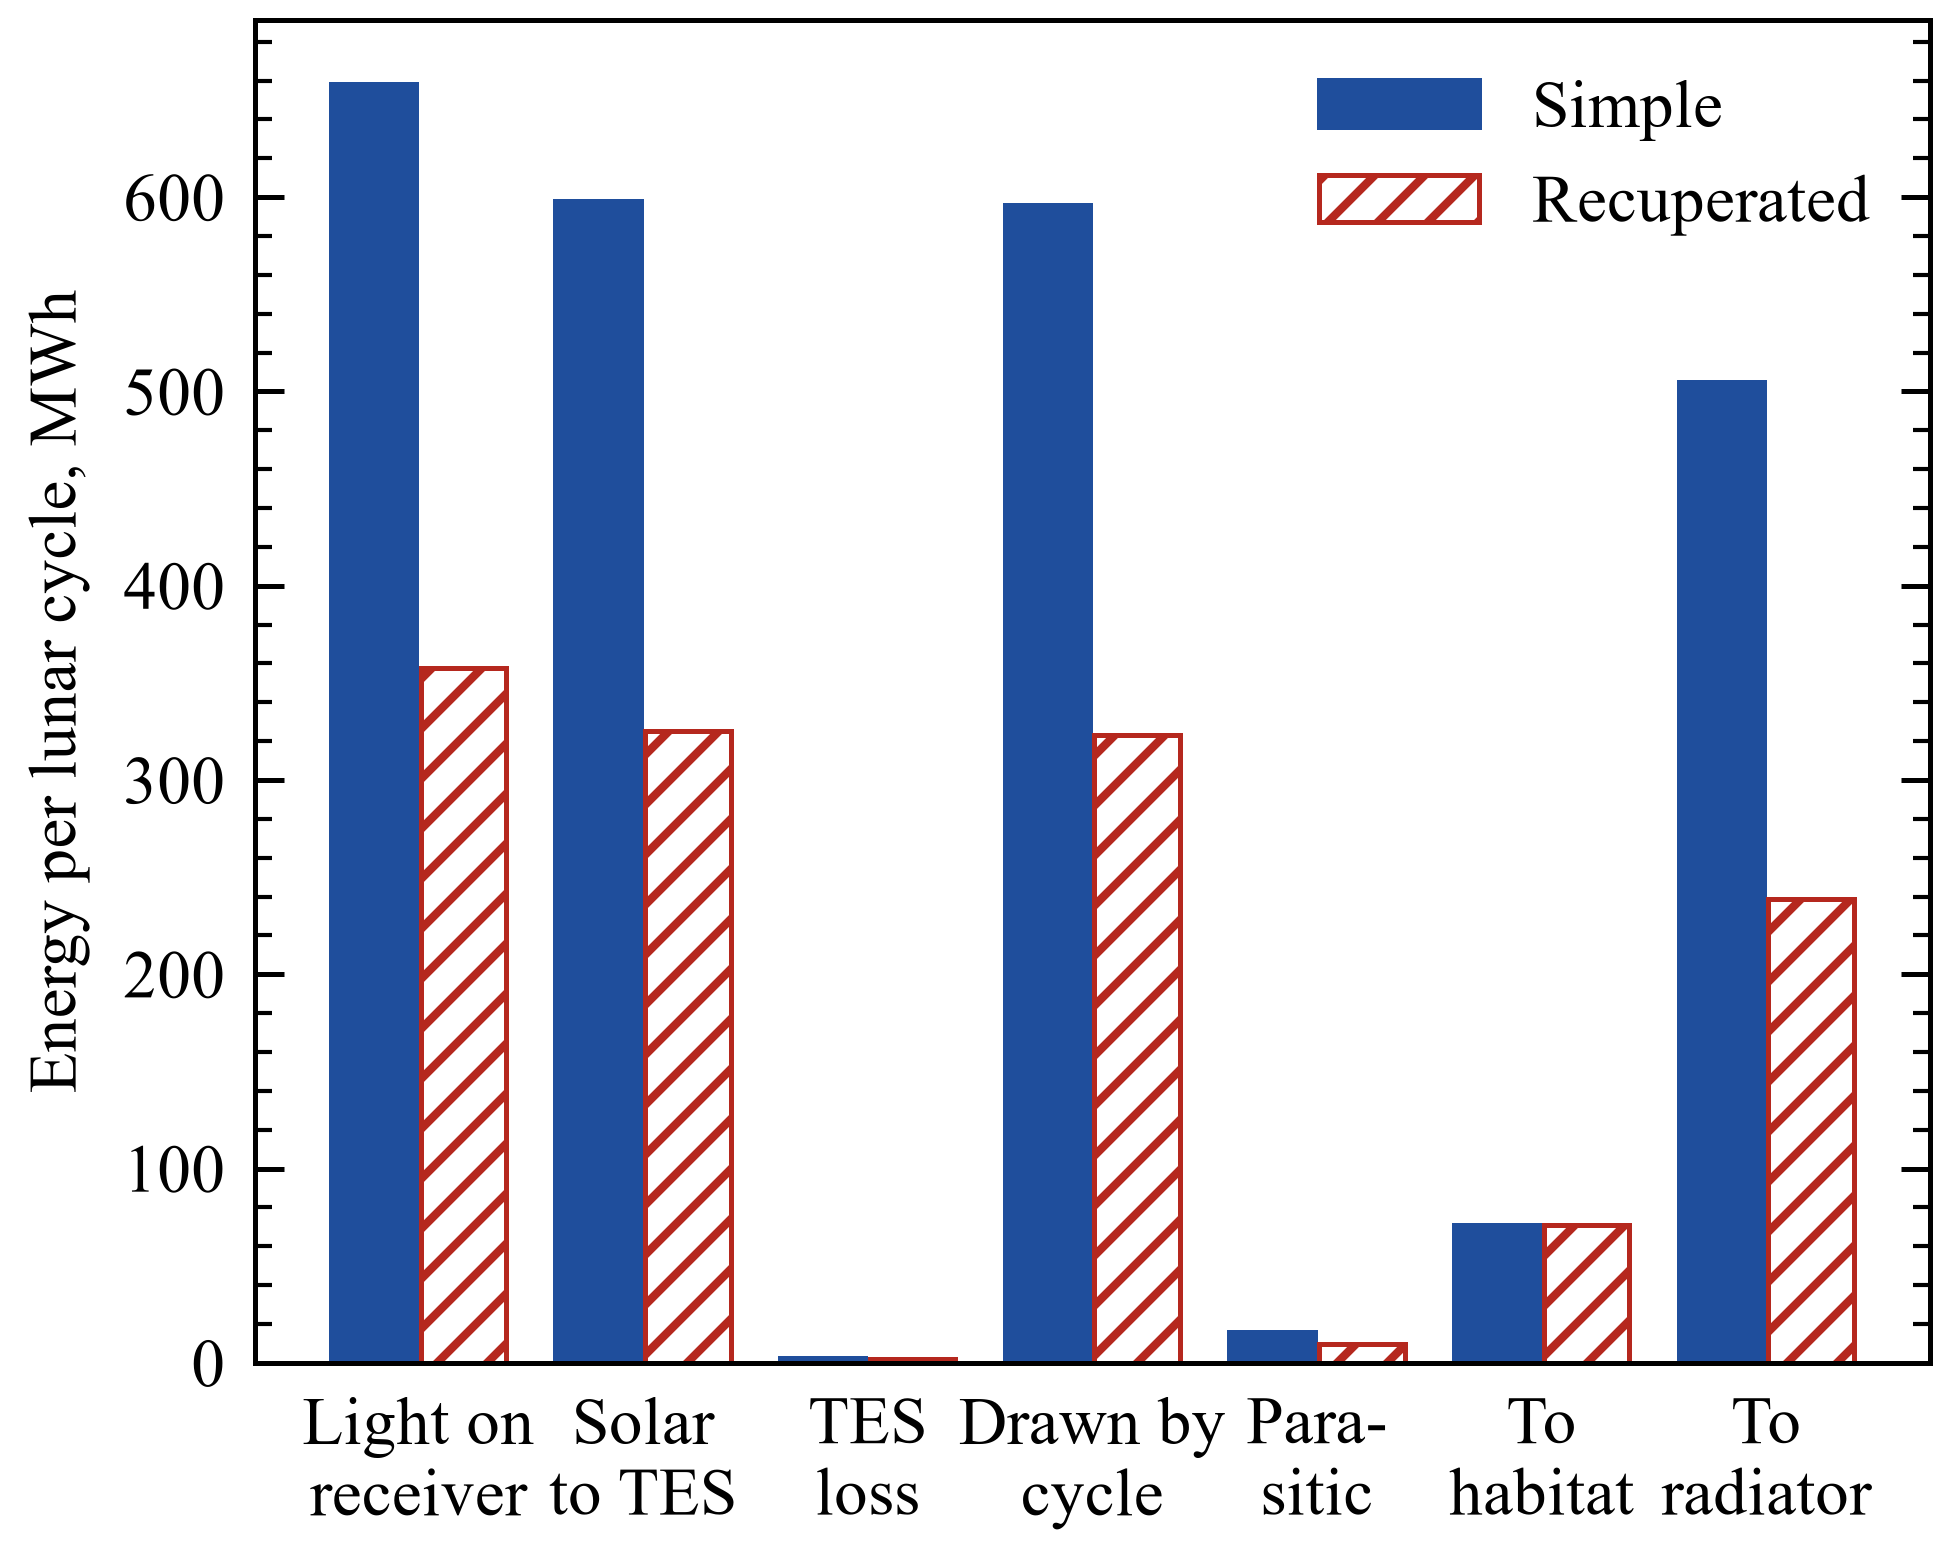 Energy per lunar cycle, MWh
600
500
400
300
200
100
0
Simple
Recuperated
Light on
receiver
Solar
to TES
TES
loss
Drawn by
cycle
Para-
sitic
To
habitat
To
radiator